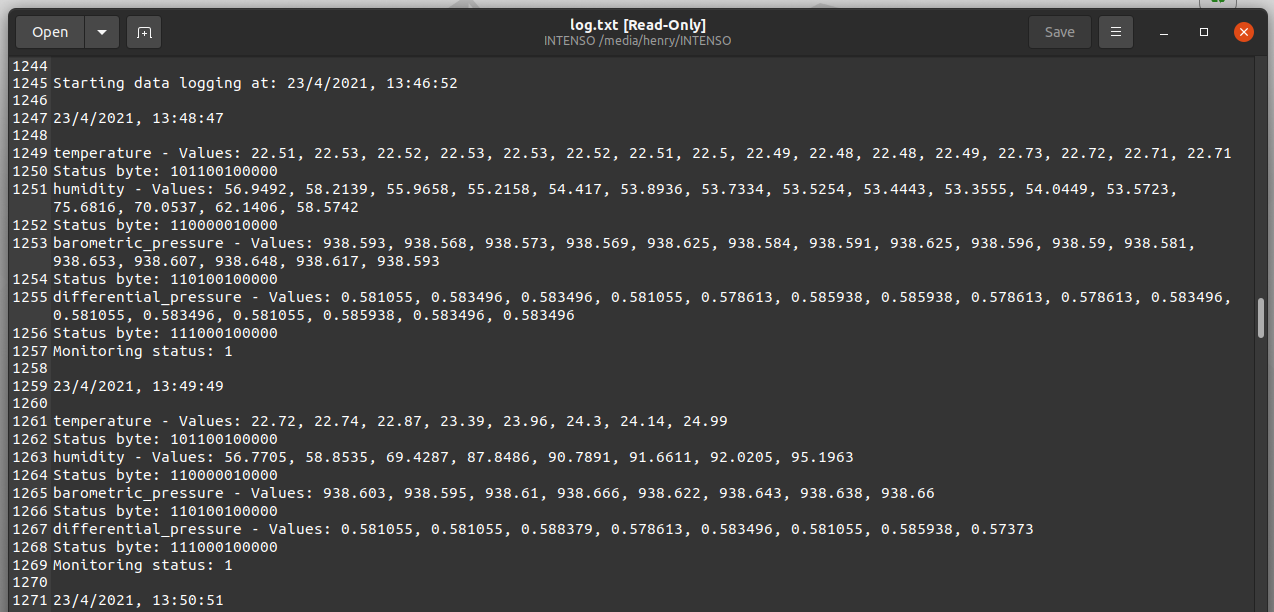 Open
log.txt [Read-Only]
INTENSO /media/henry/INTENSO
Save
1244
1245 Starting data logging at: 23/4/2021, 13:46:52
1246
1247 23/4/2021, 13:48:47
1248
1249 temperature - Values: 22.51, 22.53, 22.52, 22.53, 22.53, 22.52, 22.51, 22.5, 22.49, 22.48, 22.48, 22.49, 22.73, 22.72, 22.71, 22.71
1250 Status byte: 101100100000
1251 humidity - Values: 56.9492, 58.2139, 55.9658, 55.2158, 54.417, 53.8936, 53.7334, 53.5254, 53.4443, 53.3555, 54.0449, 53.5723,
75.6816, 70.0537, 62.1406, 58.5742
1252 Status byte: 110000010000
1253 barometric_pressure - Values: 938.593, 938.568, 938.573, 938.569, 938.625, 938.584, 938.591, 938.625, 938.596, 938.59, 938.581,
938.653, 938.607, 938.648, 938.617, 938.593
1254 Status byte: 110100100000
1255 differential_pressure - Values: 0.581055, 0.583496, 0.583496, 0.581055, 0.578613, 0.585938, 0.585938, 0.578613, 0.578613, 0.583496,
0.581055, 0.583496, 0.581055, 0.585938, 0.583496, 0.583496
1256 Status byte: 111000100000
1257 Monitoring status: 1
1258
1259 23/4/2021, 13:49:49
1260
1261 temperature - Values: 22.72, 22.74, 22.87, 23.39, 23.96, 24.3, 24.14, 24.99
1262 Status byte: 101100100000
1263 humidity - Values: 56.7705, 58.8535, 69.4287, 87.8486, 90.7891, 91.6611, 92.0205, 95.1963
1264 Status byte: 110000010000
1265 barometric_pressure - Values: 938.603, 938.595, 938.61, 938.666, 938.622, 938.643, 938.638, 938.66
1266 Status byte: 110100100000
1267 differential_pressure - Values: 0.581055, 0.581055, 0.588379, 0.578613, 0.583496, 0.581055, 0.585938, 0.57373
1268 Status byte: 111000100000
1269 Monitoring status: 1
1270
1271 23/4/2021, 13:50:51